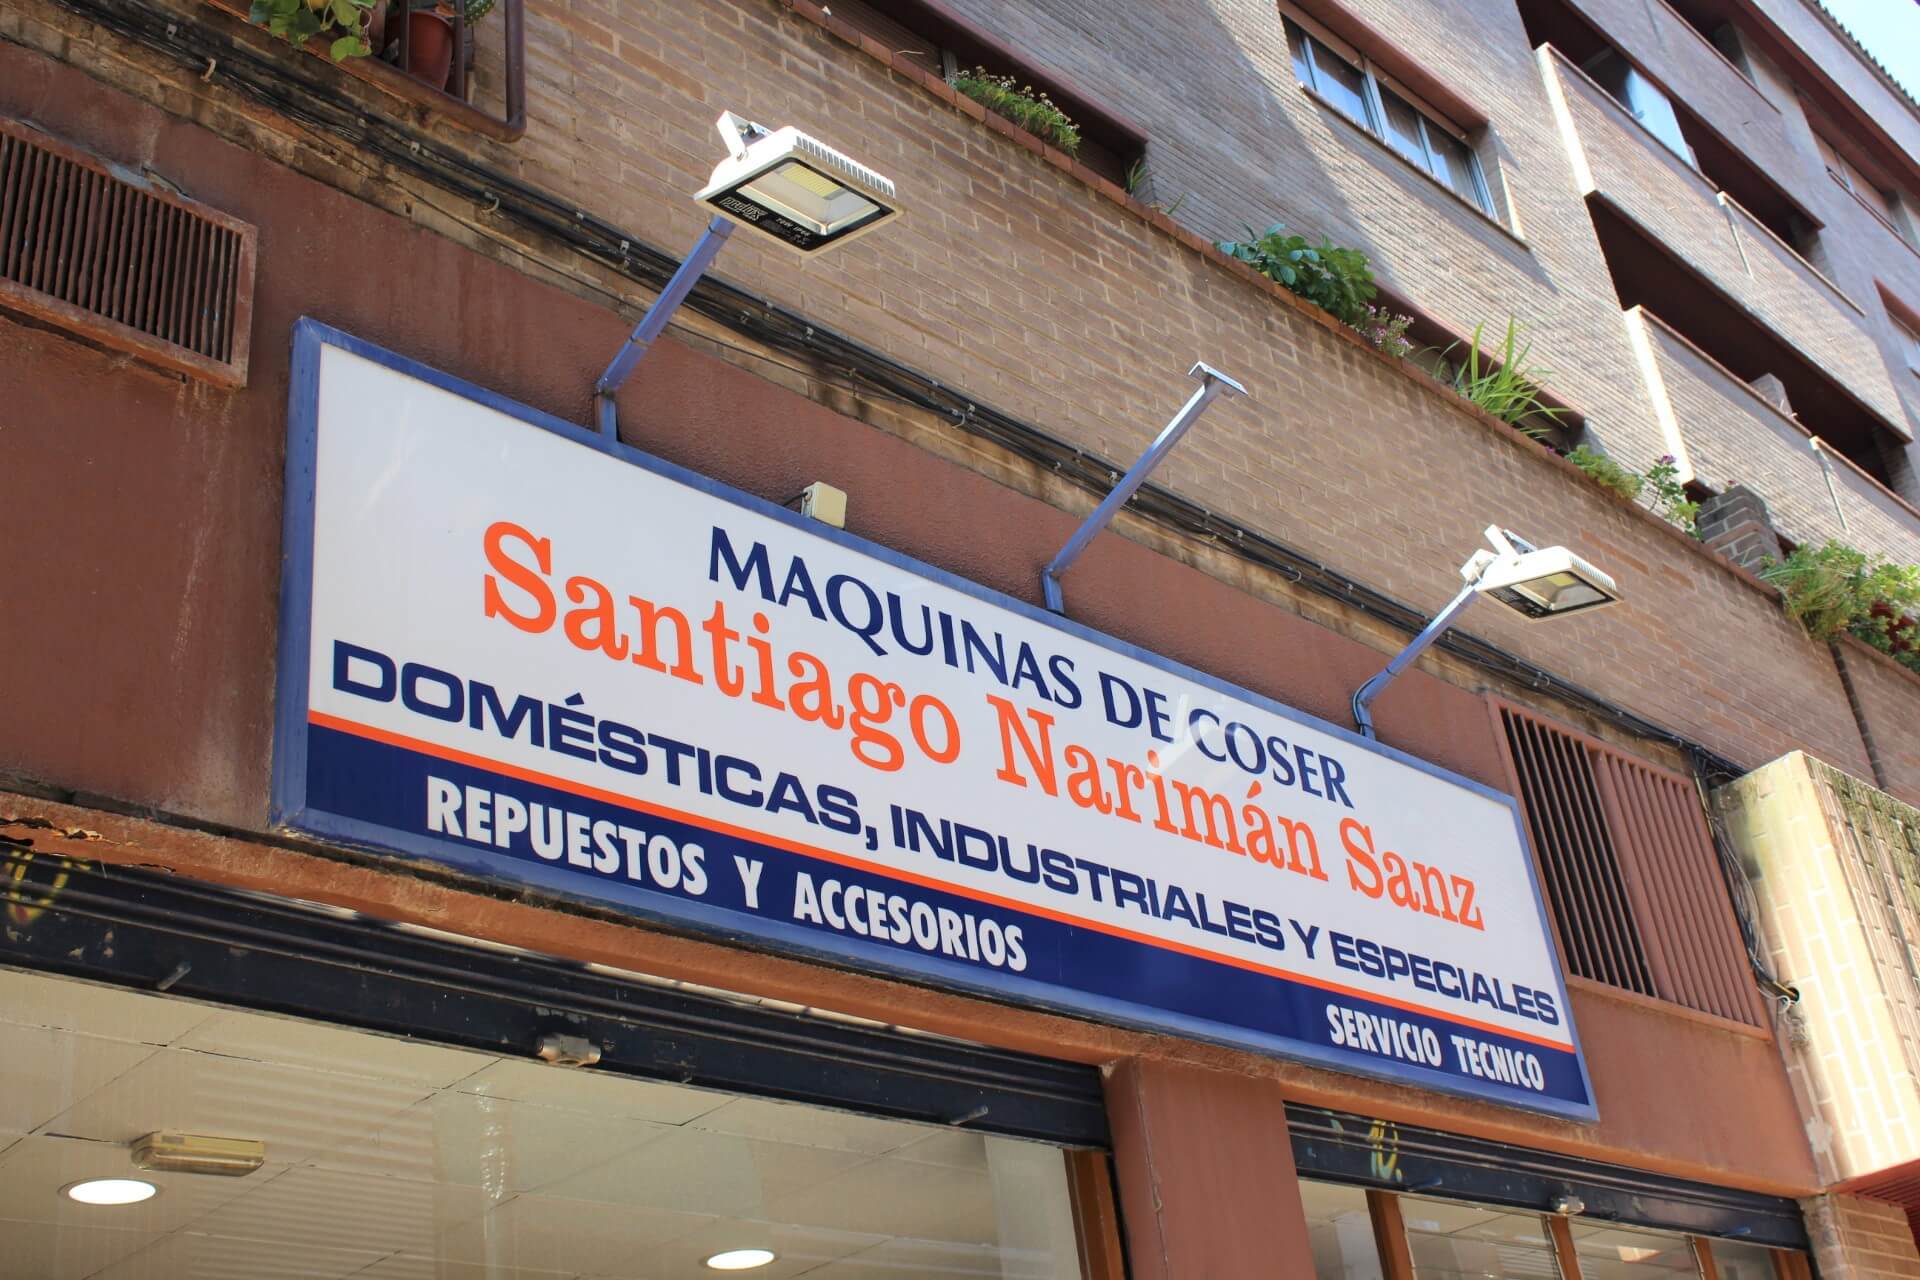 MAQUINAS DE COSER
Santiago Narimán Sanz
DOMÉSTICAS, INDUSTRIALES Y ESPECIALES
REPUESTOS Y ACCESORIOS
SERVICIO TECNICO